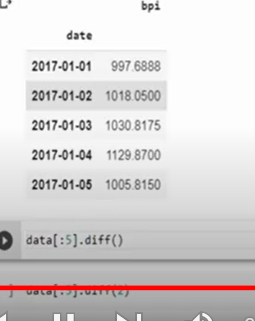 bpi
date
2017-01-01 997.6888
2017-01-02 1018.0500
2017-01-03 1030.8175
2017-01-04 1129.8700
2017-01-05 1005.8150
data[:5].diff()
data[:5].diff(2)